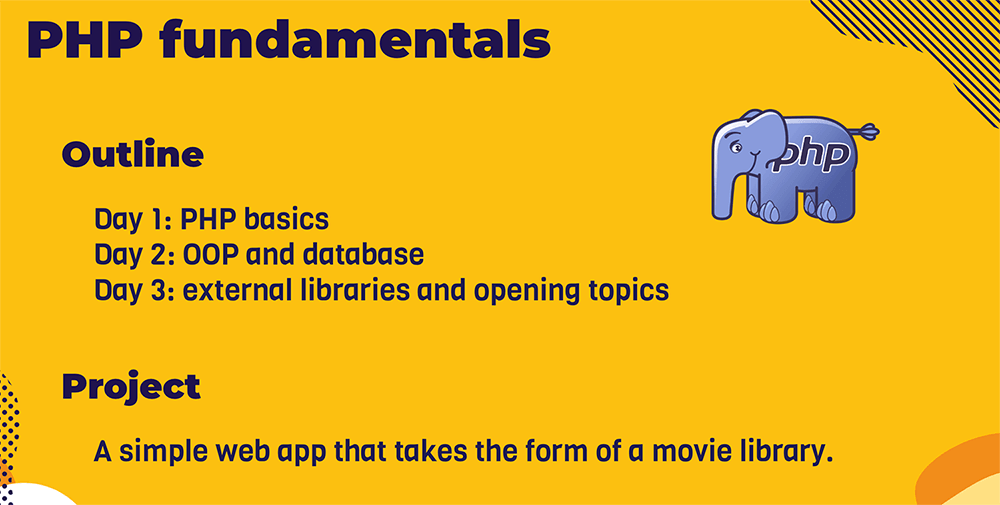 PHP fundamentals
Outline
php
Day 1: PHP basics
Day 2: OOP and database
Day 3: external libraries and opening topics
Project
A simple web app that takes the form of a movie library.